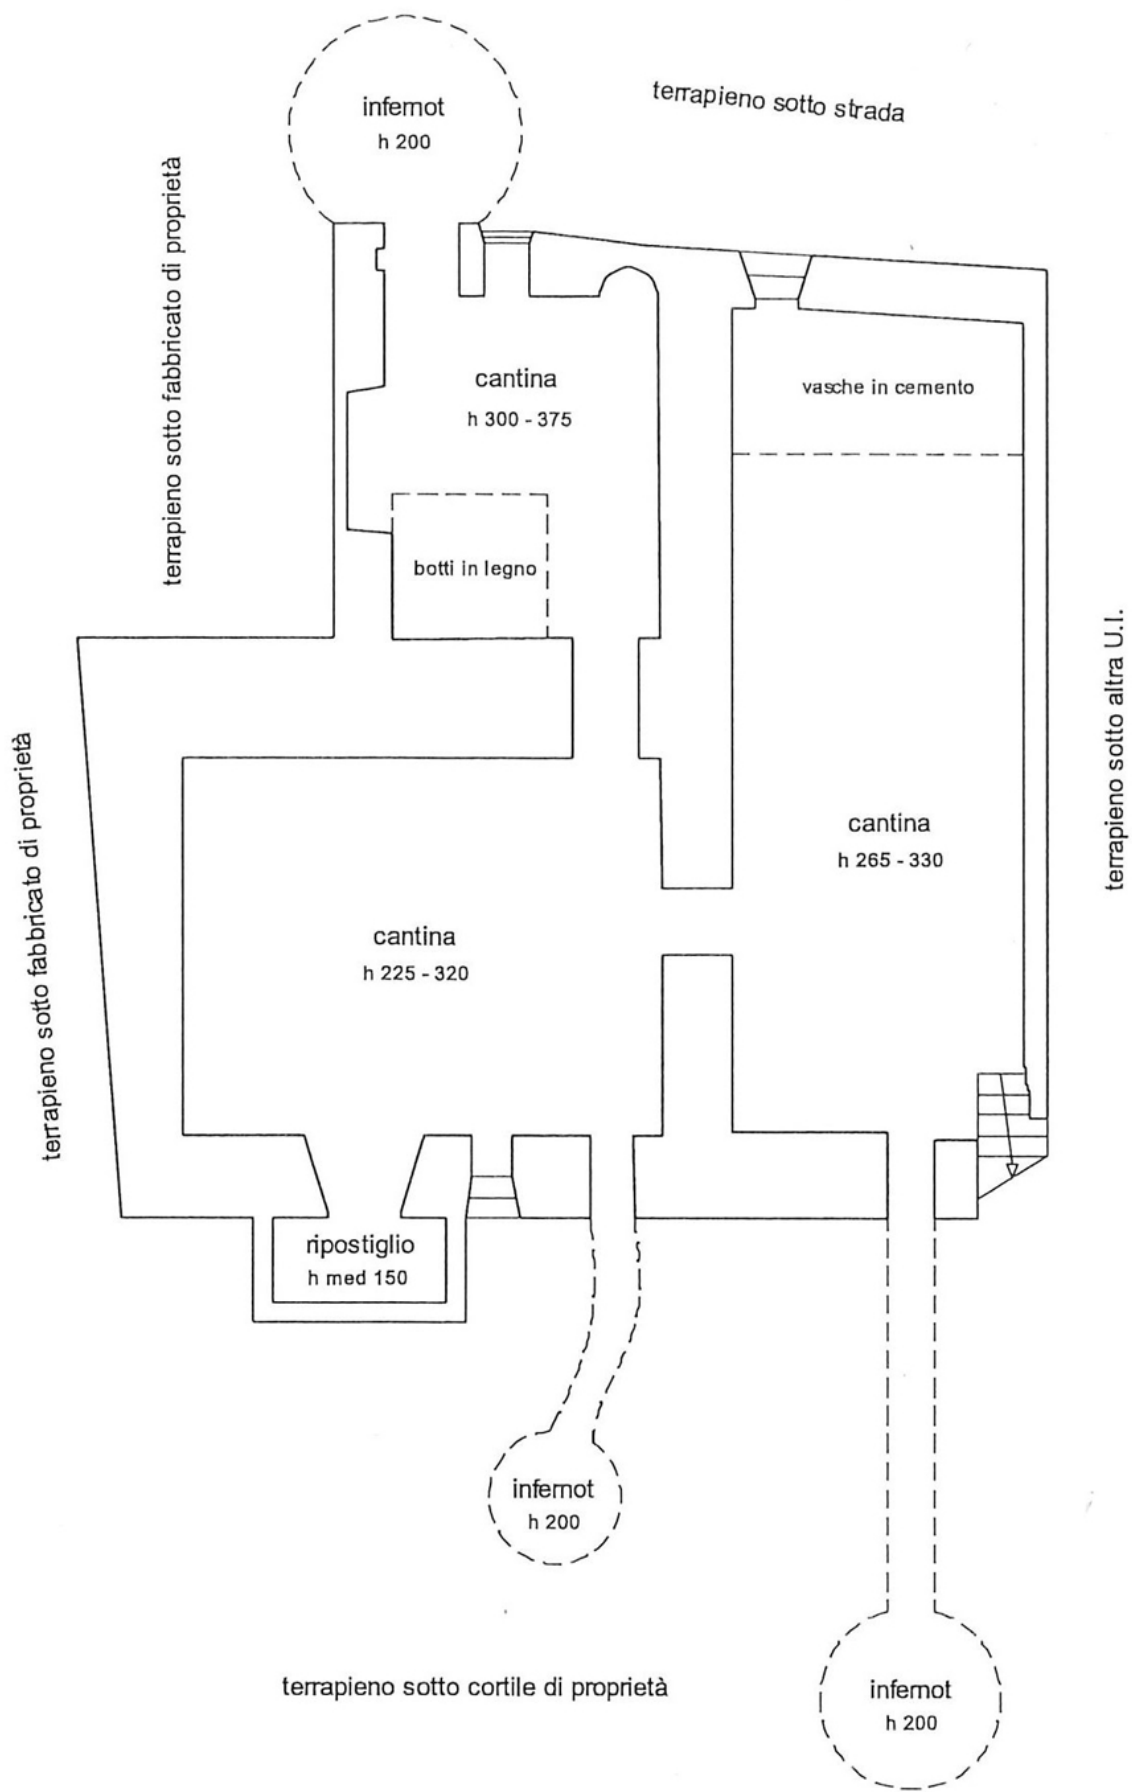 infernot
h 200
terrapieno sotto strada
terrapieno sotto fabbricato di proprietà
cantina
h 300 - 375
vasche in cemento
botti in legno
terrapieno sotto altra U.I.
terrapieno sotto fabbricato di proprietà
cantina
h 265 - 330
cantina
h 225 - 320
ripostiglio
h med 150
infernot
h 200
terrapieno sotto cortile di proprietà
infernot
h 200